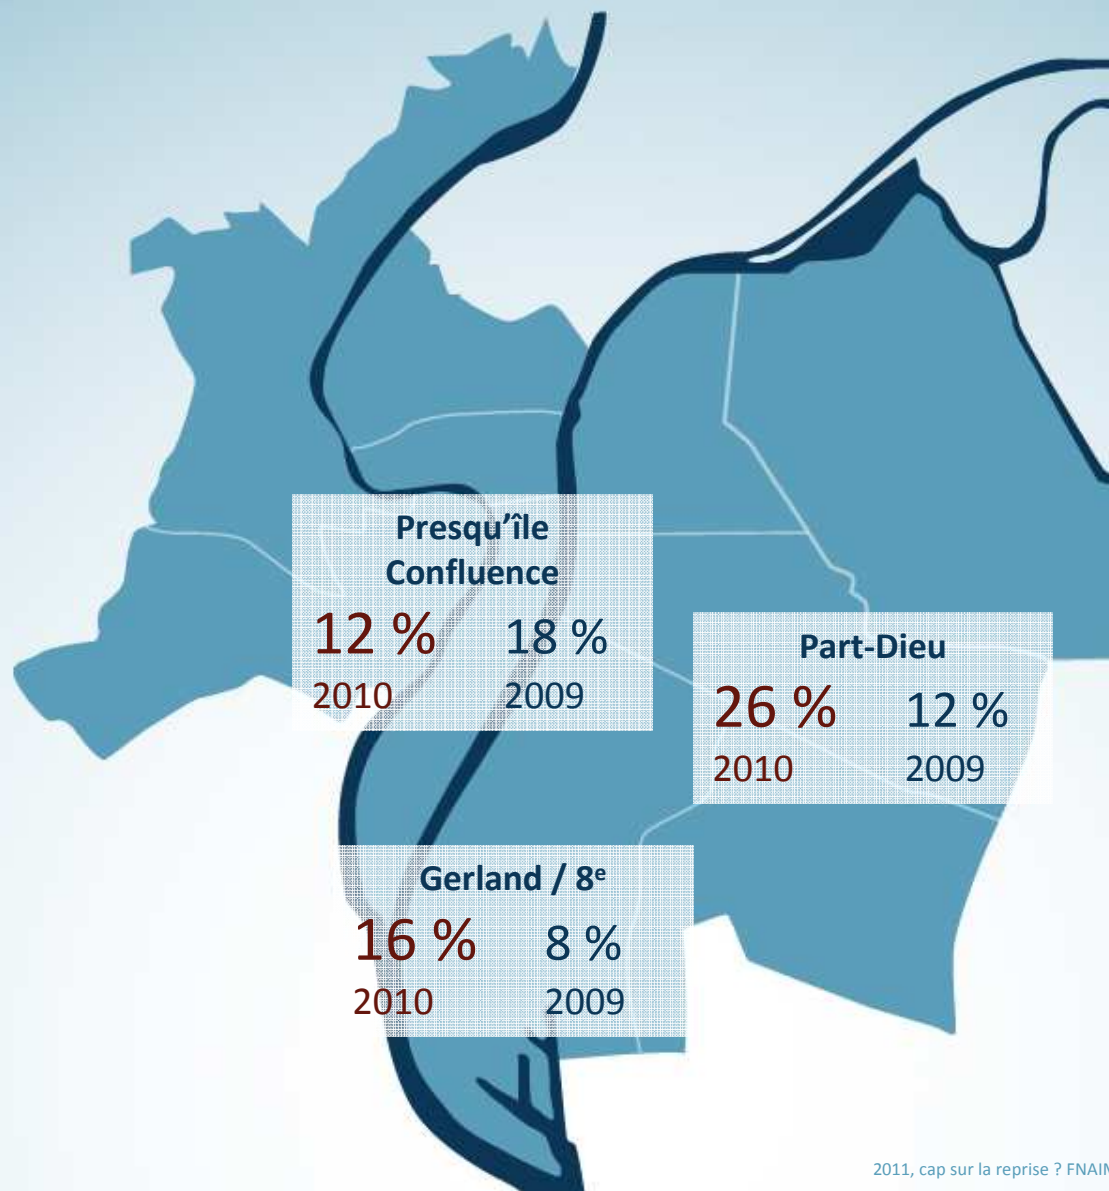 Presqu’île
Confluence
12 % 18 %
2010 2009
Part-Dieu
26 % 12 %
2010 2009
Gerland / 8e
16 % 8 %
2010 2009
2011, cap sur la reprise ? FNAIM